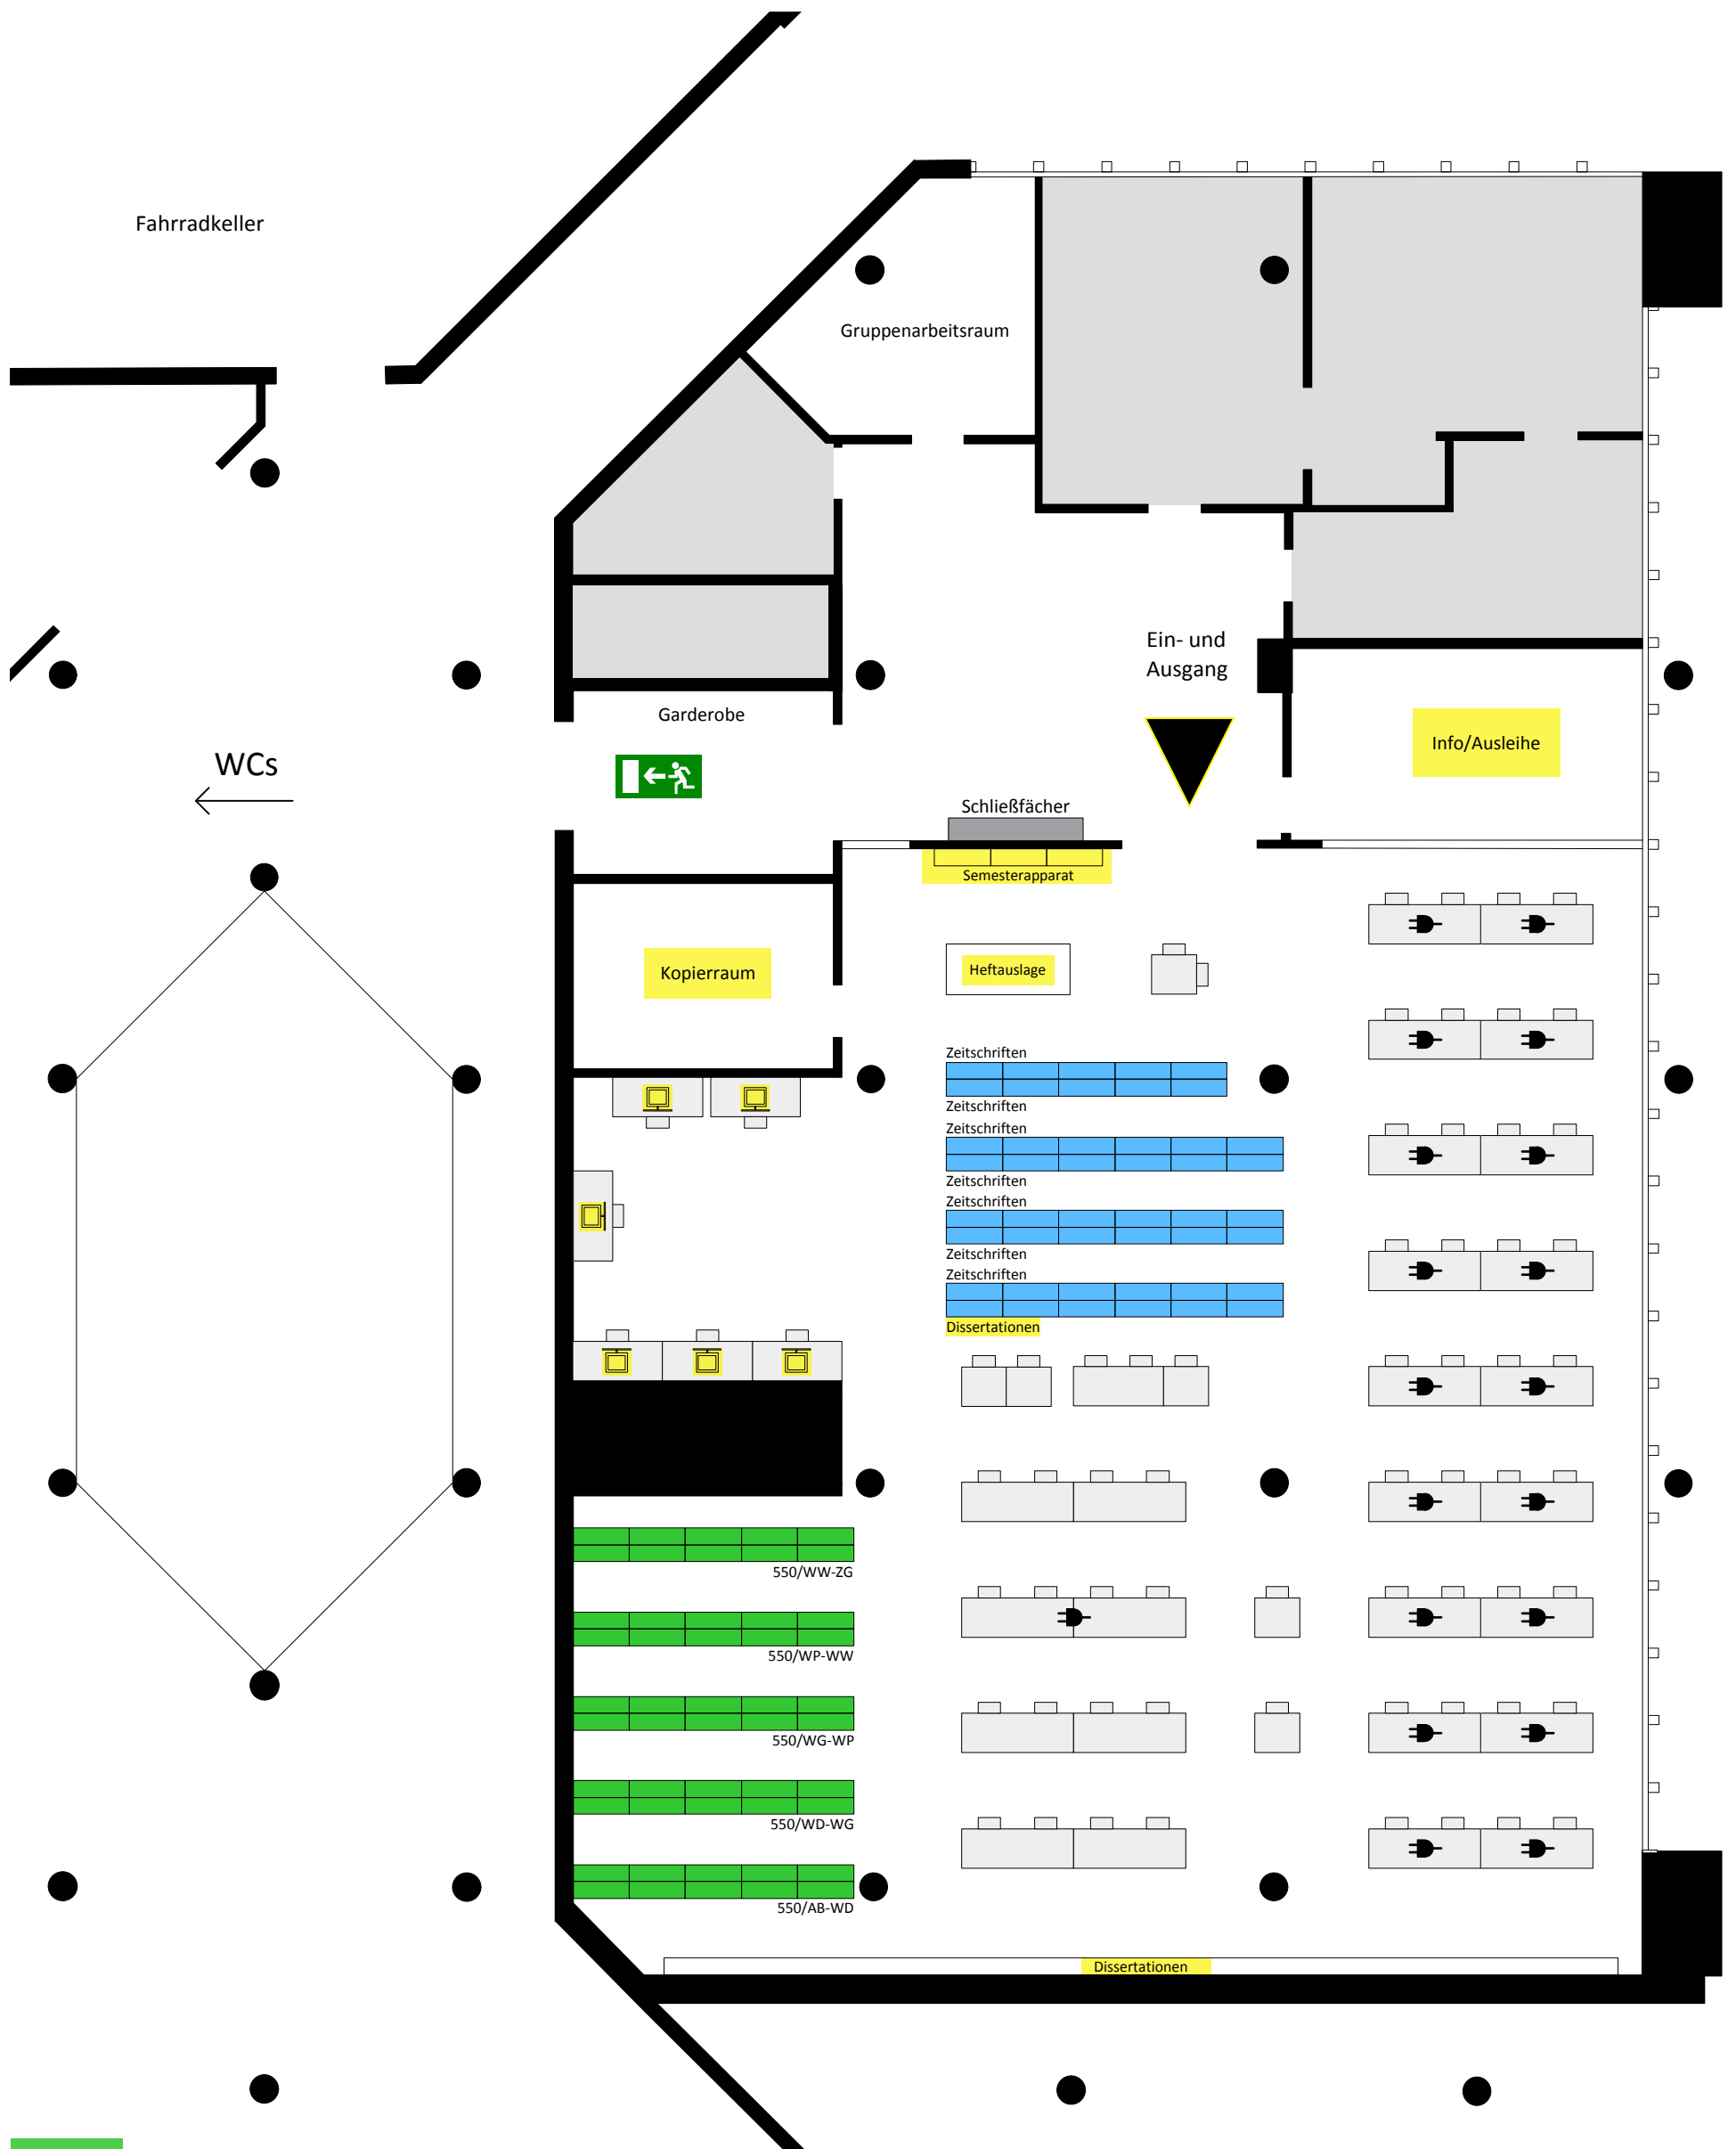 Fahrradkeller
Gruppenarbeitsraum
Ein- und
Ausgang
Garderobe
Info/Ausleihe
WCs
Schließfächer
Semesterapparat
Kopierraum
Heftauslage
Zeitschriften
Zeitschriften
Zeitschriften
Zeitschriften
Zeitschriften
Zeitschriften
Zeitschriften
Dissertationen
550/WW-ZG
550/WP-WW
550/WG-WP
550/WD-WG
550/AB-WD
Dissertationen